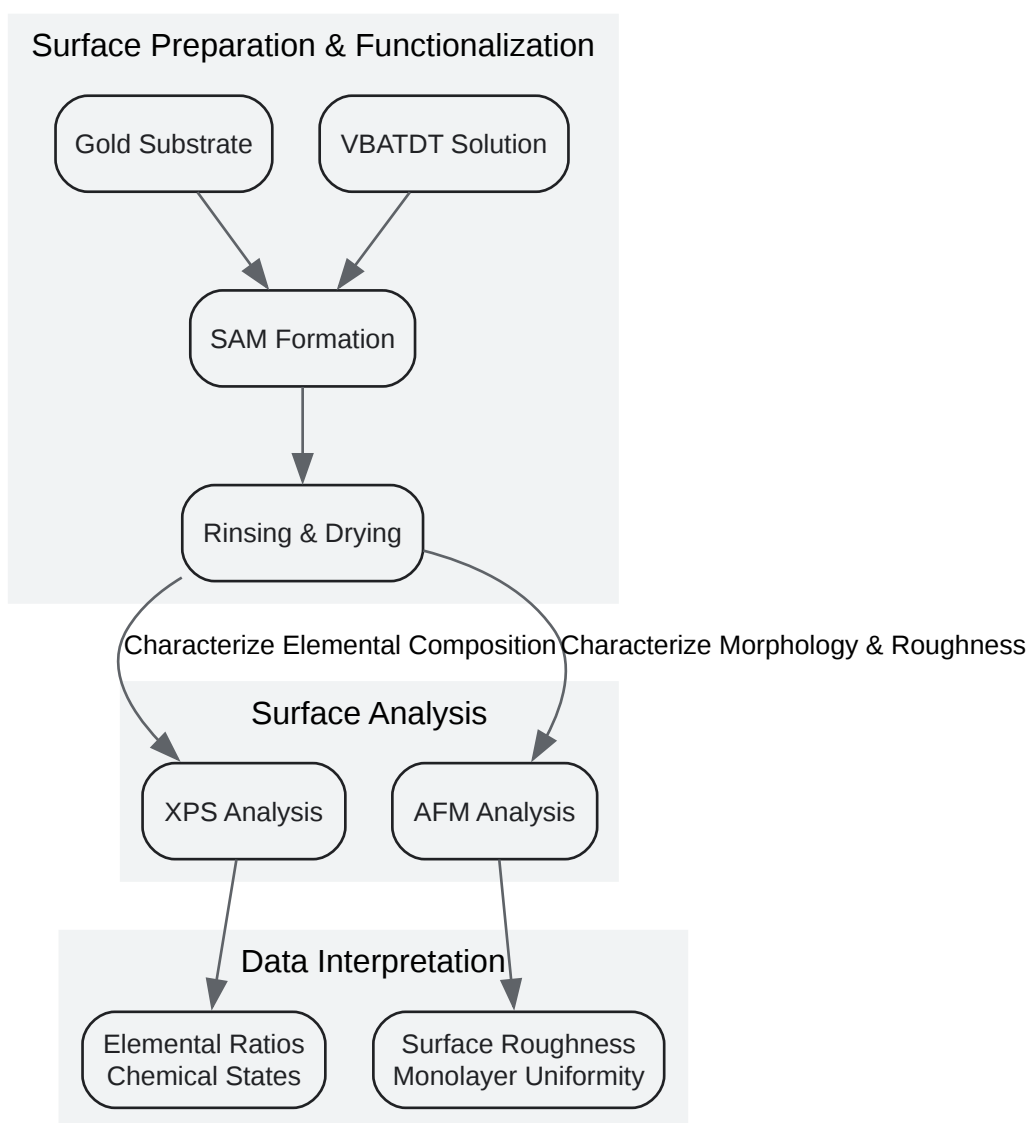 Surface Preparation & Functionalization
Gold Substrate
VBATDT Solution
SAM Formation
Rinsing & Drying
Characterize Elemental Composition
Characterize Morphology & Roughness
Surface Analysis
XPS Analysis
AFM Analysis
Data Interpretation
Elemental Ratios
Chemical States
Surface Roughness
Monolayer Uniformity